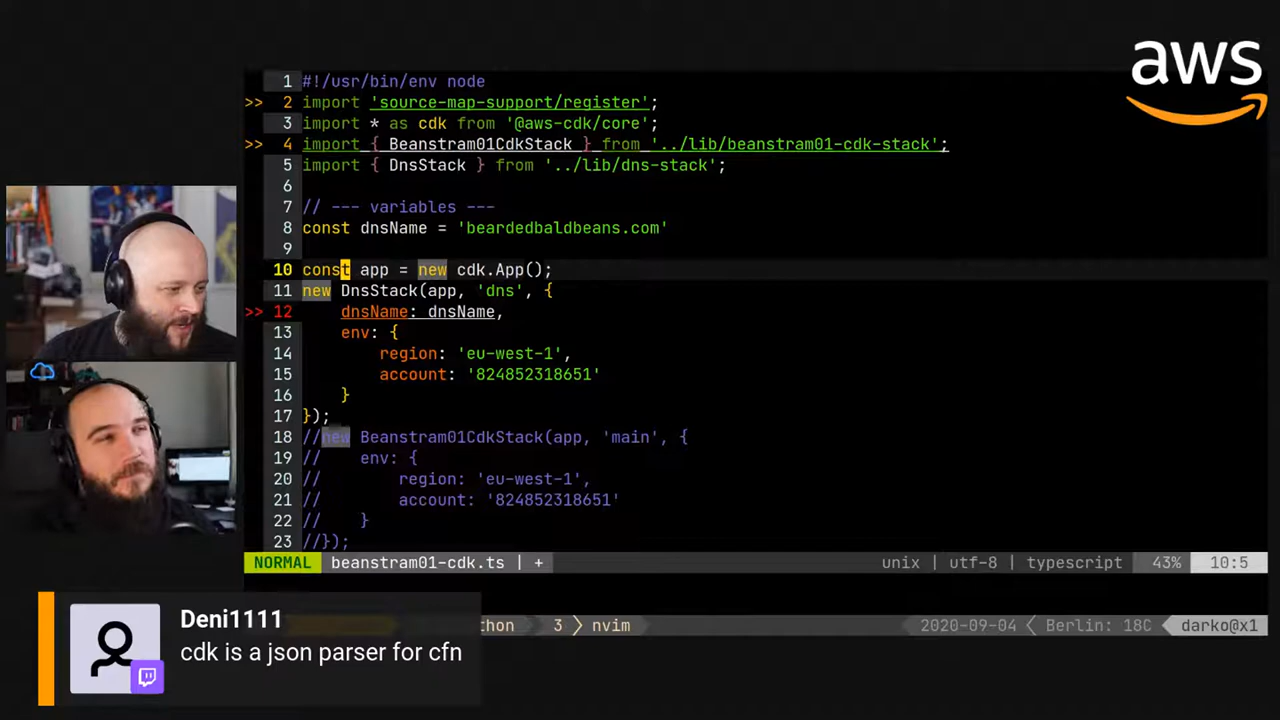 aws
1 #!/usr/bin/env node
>> 2 import 'source-map-support/register';
3 import * as cdk from '@aws-cdk/core';
>> 4 import { Beanstram01CdkStack } from '../lib/beanstram01-cdk-stack';
5 import { DnsStack } from '../lib/dns-stack';
6
7 // --- variables ---
8 const dnsName = 'beardedbaldbeans.com'
9
10 const app = new cdk.App();
11 new DnsStack(app, 'dns', {
>> 12 dnsName: dnsName,
13 env: {
14 region: 'eu-west-1',
15 account: '824852318651'
16 }
17 });
18 //new Beanstram01CdkStack(app, 'main', {
19 // env: {
20 // region: 'eu-west-1',
21 // account: '824852318651'
22 // }
23 //});
NORMAL beanstram01-cdk.ts | + unix | utf-8 | typescript 43% 10:5
thon 3 nvim 2020-09-04 Berlin: 18C darko@x1
Deni1111
cdk is a json parser for cfn